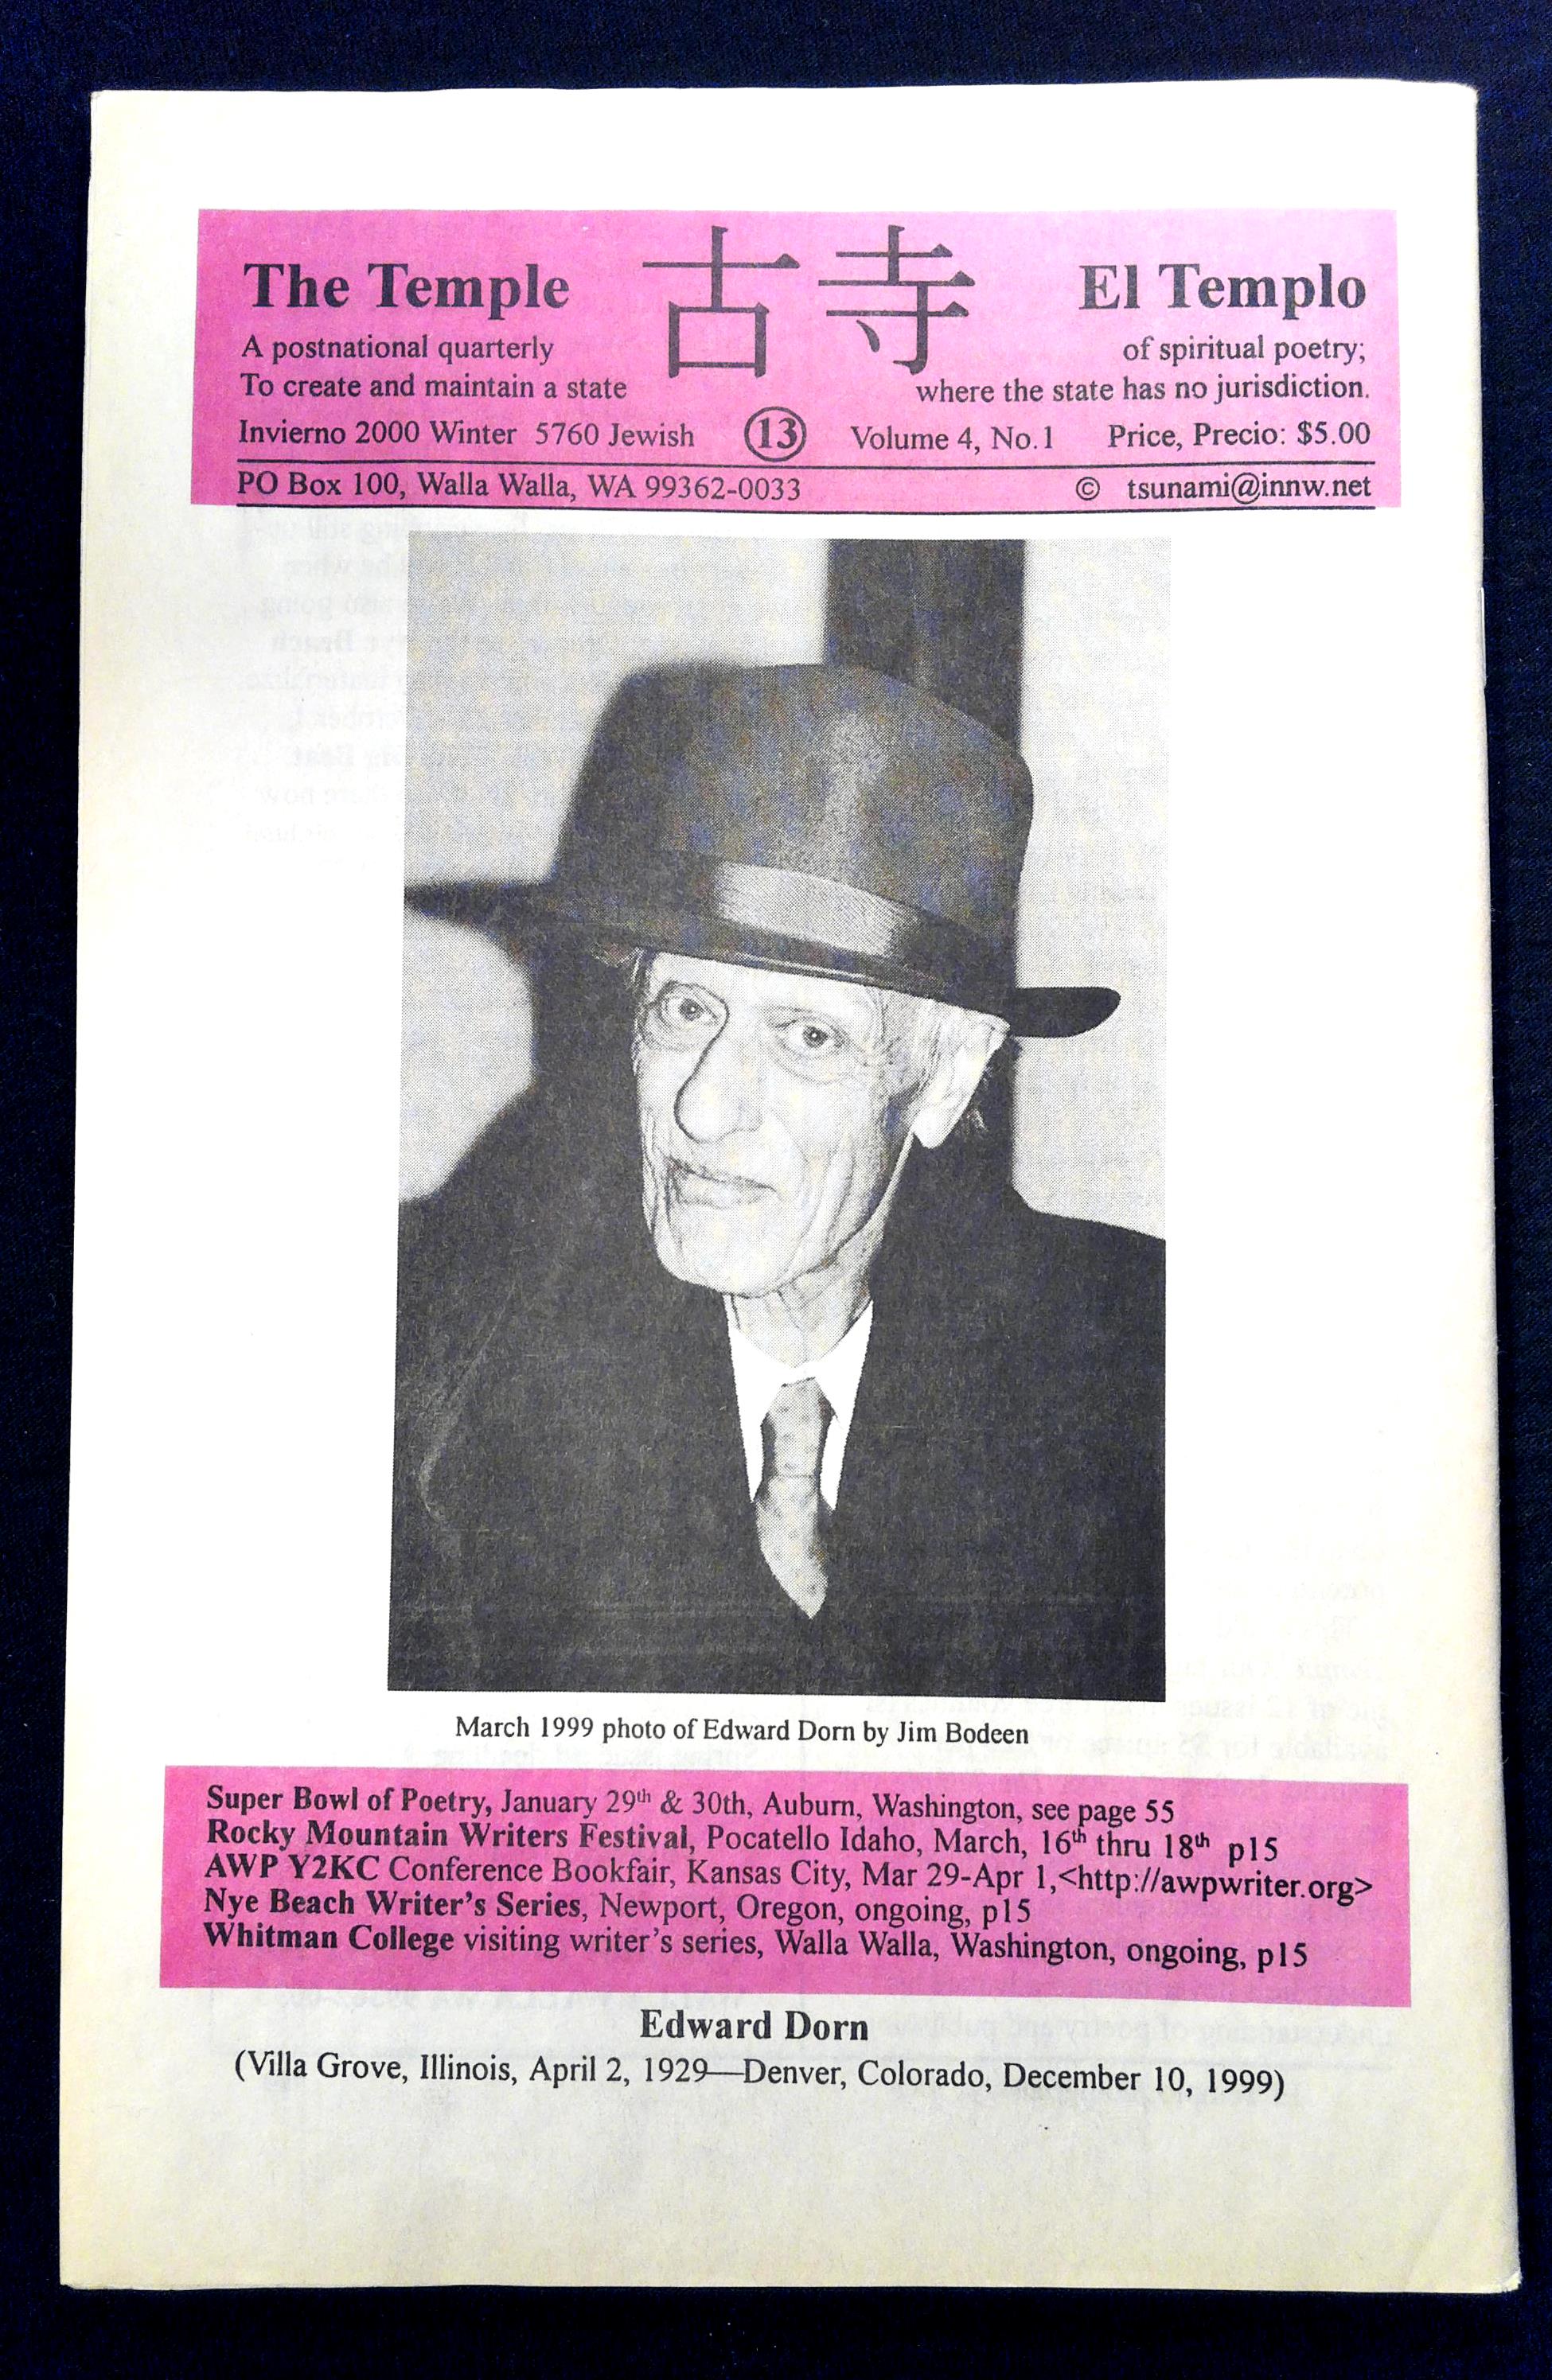 The Temple 古寺 El Templo
A postnational quarterly of spiritual poetry;
To create and maintain a state where the state has no jurisdiction.
Invierno 2000 Winter 5760 Jewish 13 Volume 4, No.1 Price, Precio: $5.00
PO Box 100, Walla Walla, WA 99362-0033 © tsunami@innw.net
March 1999 photo of Edward Dorn by Jim Bodeen
Super Bowl of Poetry, January 29th & 30th, Auburn, Washington, see page 55
Rocky Mountain Writers Festival, Pocatello Idaho, March, 16th thru 18th p15
AWP Y2KC Conference Bookfair, Kansas City, Mar 29-Apr 1,<http://awpwriter.org>
Nye Beach Writer's Series, Newport, Oregon, ongoing, p15
Whitman College visiting writer's series, Walla Walla, Washington, ongoing, p15
Edward Dorn
(Villa Grove, Illinois, April 2, 1929—Denver, Colorado, December 10, 1999)